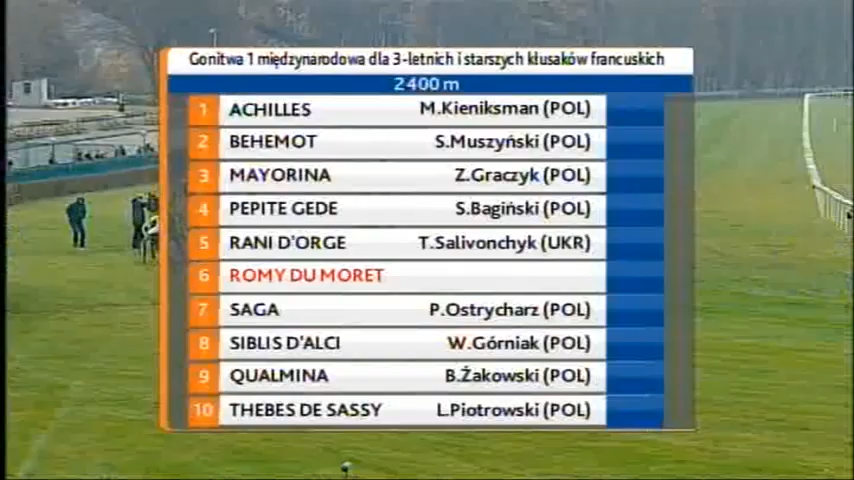 Gonitwa 1 międzynarodowa dla 3-letnich i starszych kłusaków francuskich
2400 m
1 ACHILLES M.Kieniksman (POL)
2 BEHEMOT S.Muszyński (POL)
3 MAYORINA Z.Graczyk (POL)
4 PEPITE GEDE S.Bagiński (POL)
5 RANI D'ORGE T.Salivonchyk (UKR)
6 ROMY DU MORET
7 SAGA P.Ostrycharz (POL)
8 SIBLIS D'ALCI W.Górniak (POL)
9 QUALMINA B.Żakowski (POL)
10 THEBES DE SASSY L.Piotrowski (POL)